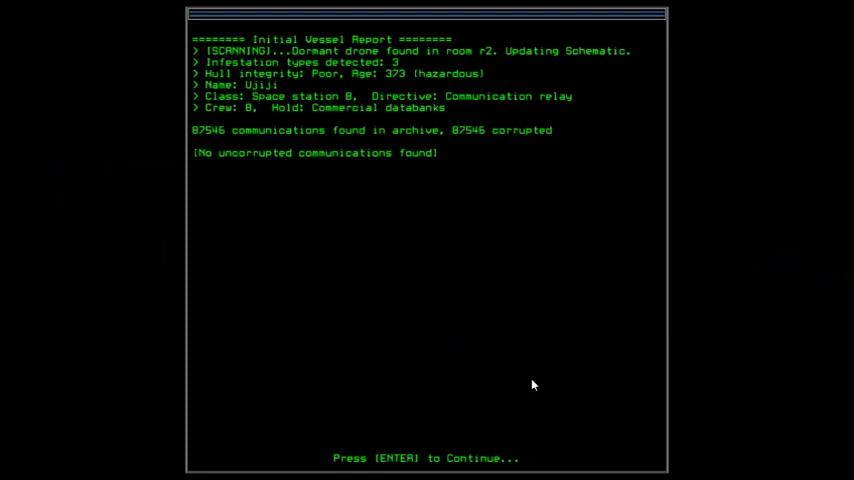 ======== Initial Vessel Report ========
> [SCANNING]...Dormant drone found in room r2. Updating Schematic.
> Infestation types detected: 3
> Hull integrity: Poor, Age: 373 (hazardous)
> Name: Ujiji
> Class: Space station B,  Directive: Communication relay
> Crew: 8,  Hold: Commercial databanks
87546 communications found in archive, 87546 corrupted
[No uncorrupted communications found]
Press [ENTER] to Continue...